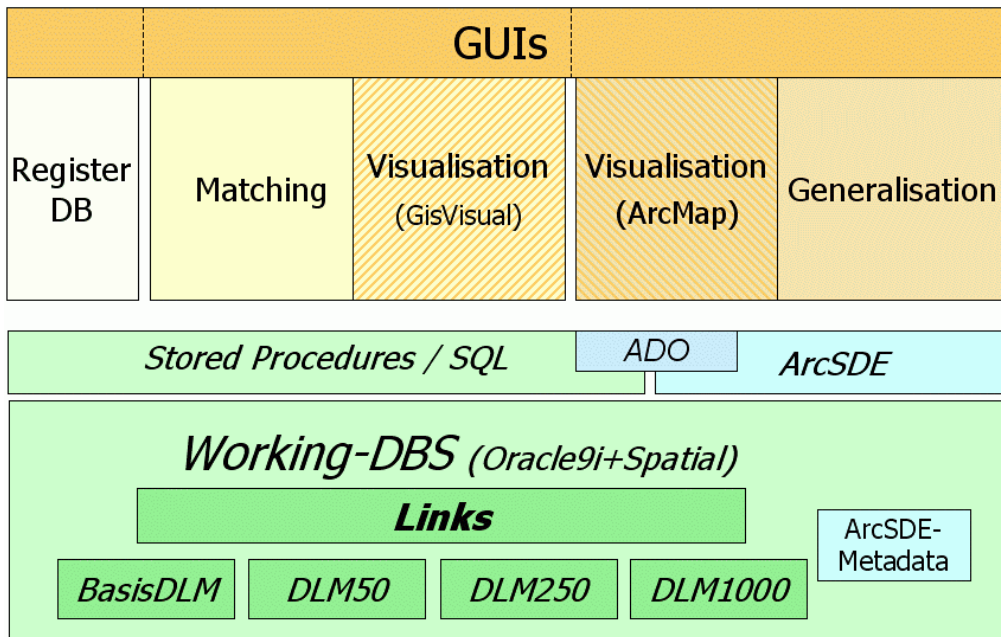 GUIs
Register
DB
Matching
Visualisation
(GisVisual)
Visualisation
(ArcMap)
Generalisation
Stored Procedures / SQL
ADO
ArcSDE
Working-DBS (Oracle9i+Spatial)
Links
ArcSDE-
Metadata
BasisDLM
DLM50
DLM250
DLM1000